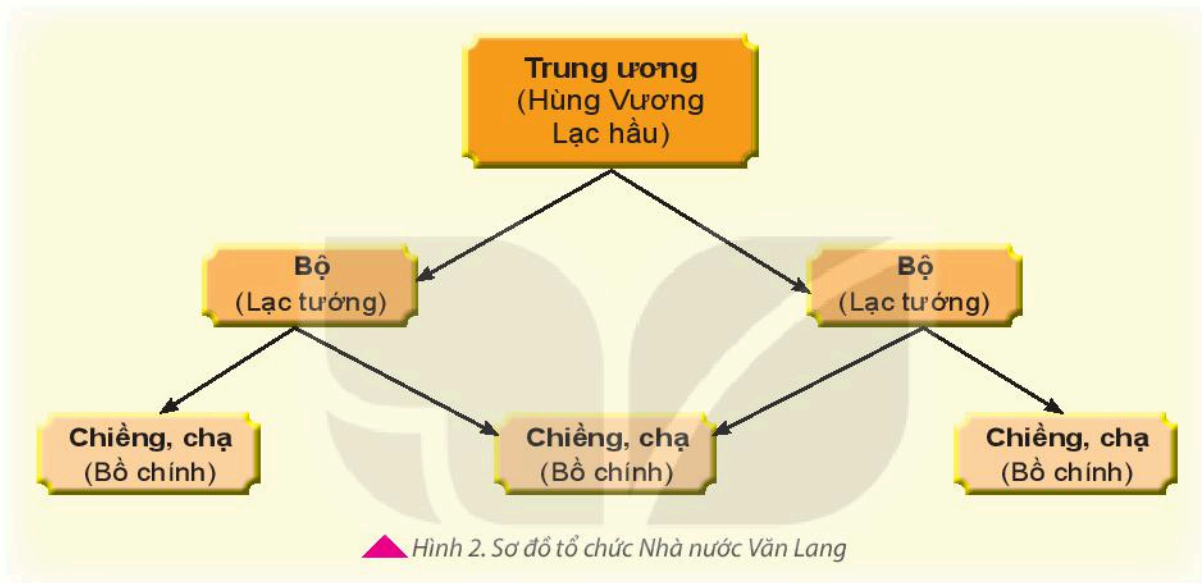 Trung ương
(Hùng Vương
Lạc hầu)
Bộ
(Lạc tướng)
Bộ
(Lạc tướng)
Chiềng, chạ
(Bồ chính)
Chiềng, chạ
(Bồ chính)
Chiềng, chạ
(Bồ chính)
Hình 2. Sơ đồ tổ chức Nhà nước Văn Lang